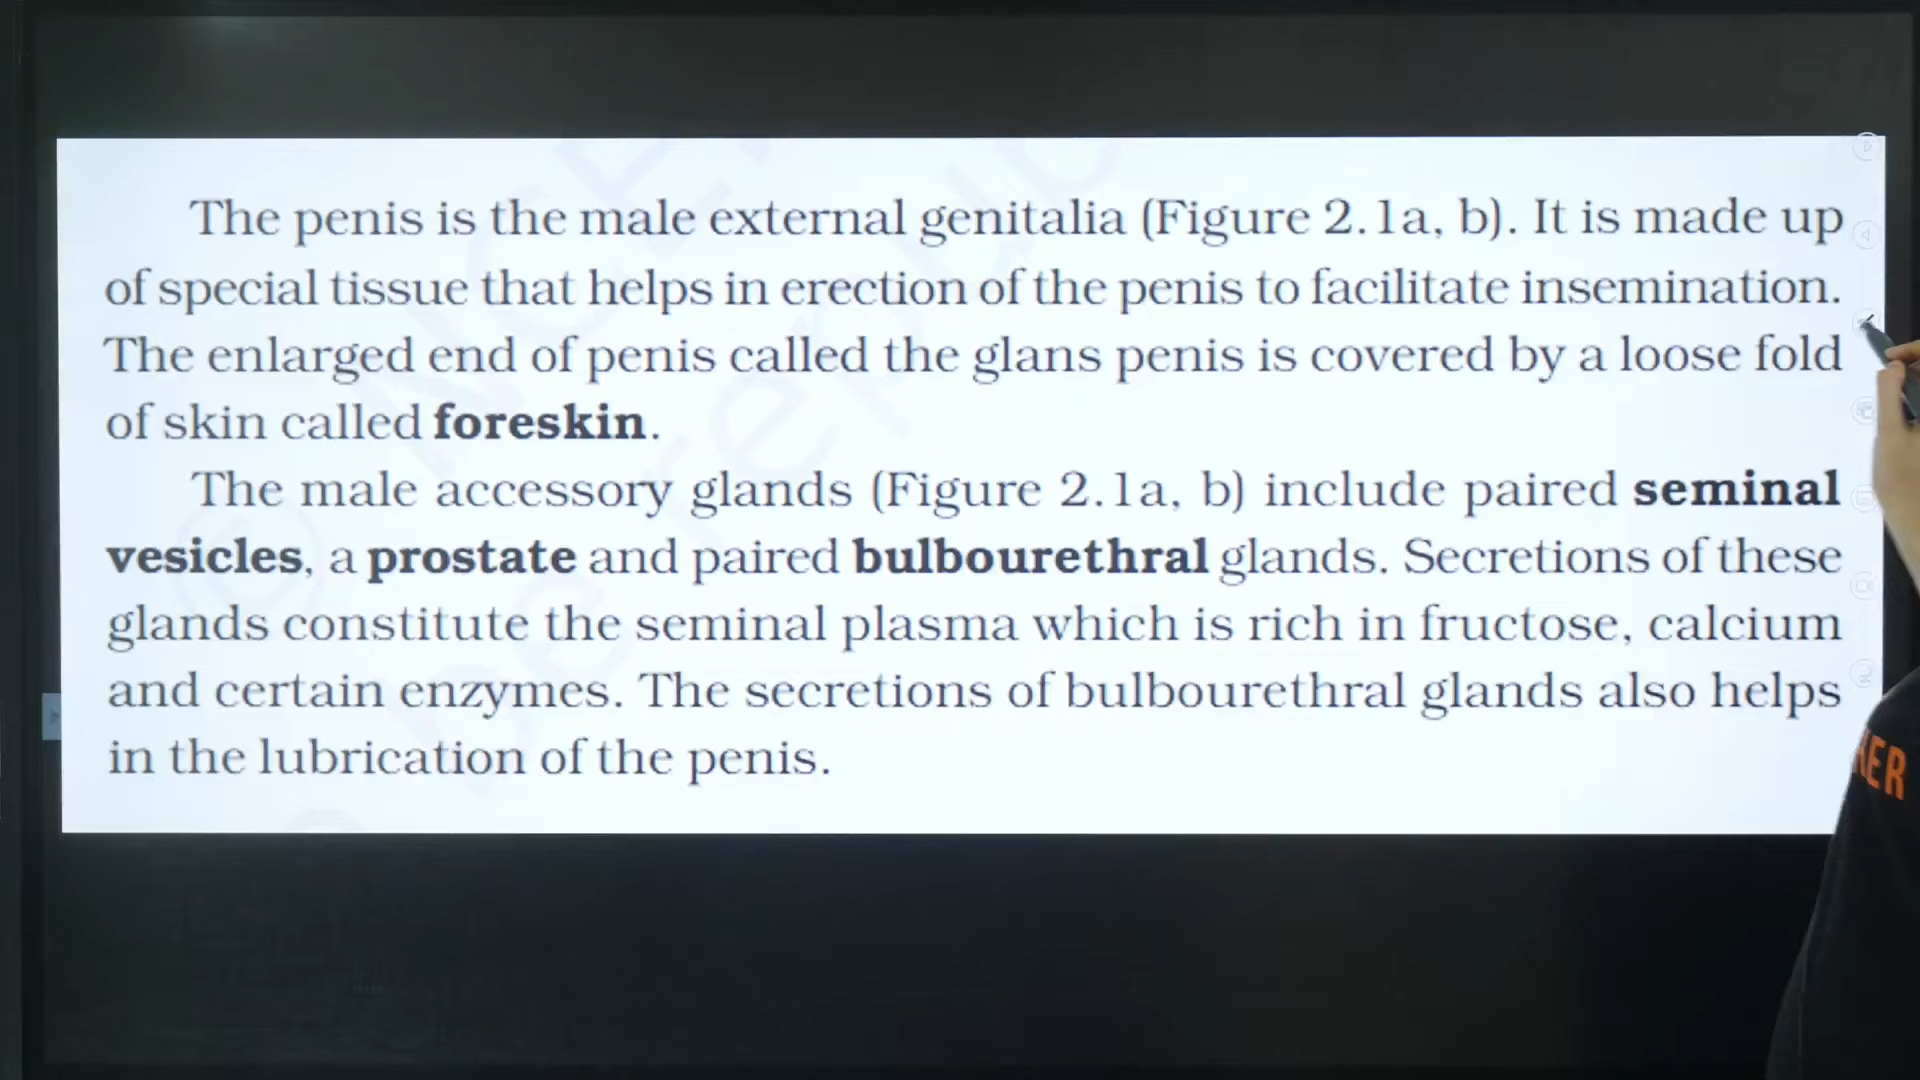 The penis is the male external genitalia (Figure 2.1a, b). It is made up
of special tissue that helps in erection of the penis to facilitate insemination.
The enlarged end of penis called the glans penis is covered by a loose fold
of skin called foreskin.
The male accessory glands (Figure 2.1a, b) include paired seminal
vesicles, a prostate and paired bulbourethral glands. Secretions of these
glands constitute the seminal plasma which is rich in fructose, calcium
and certain enzymes. The secretions of bulbourethral glands also helps
in the lubrication of the penis.